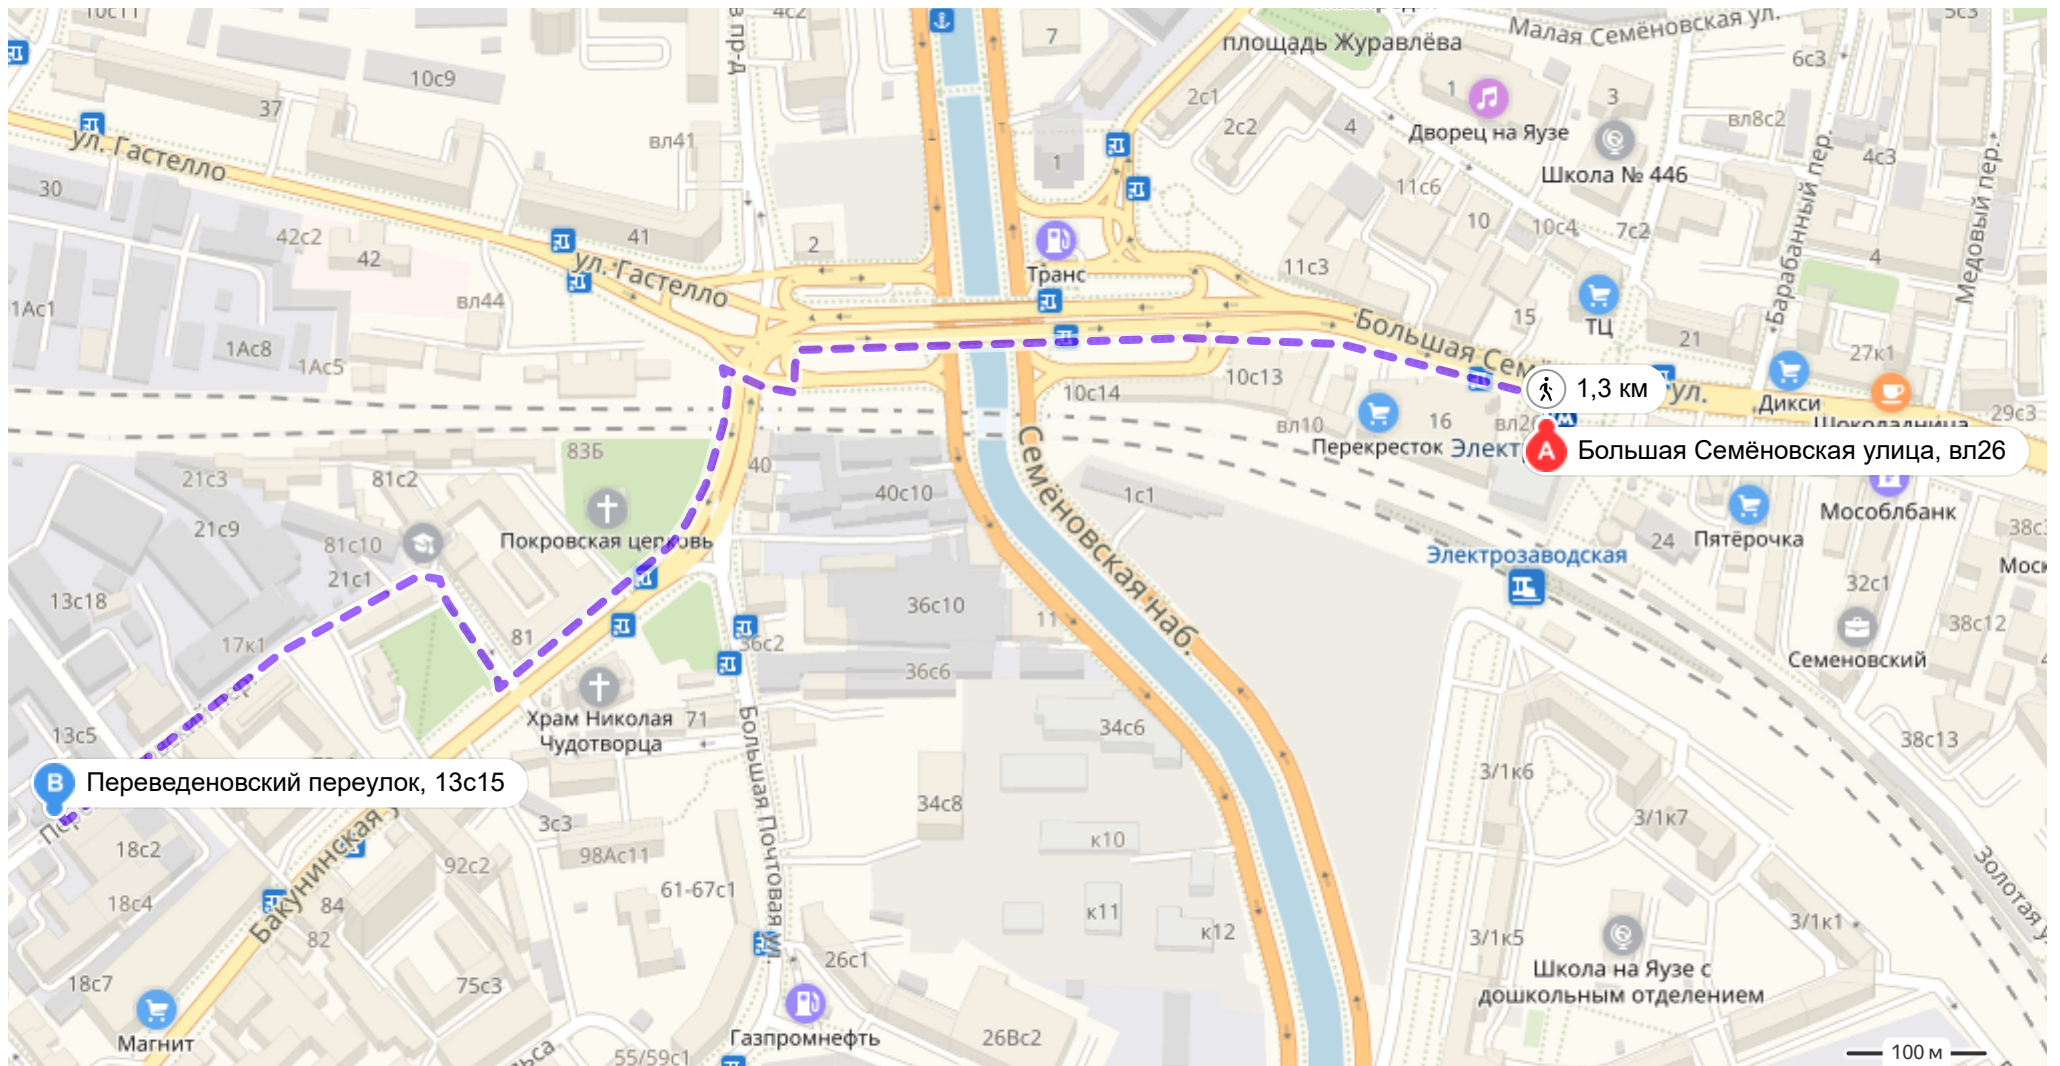 10с11
4с2
в пр-д
7
площадь Журавлёва
Малая Семёновская ул.
5с3
6с3
10с9
37
2с1
1
3
вл8с2
Дворец на Яузе
2с2
4
ул. Гастелло
вл41
1
Школа № 446
4с3
30
11с6
Барабанный пер.
Медовый пер.
42с2
41
2
10
10с4
7с2
42
ул. Гастелло
Транс
11с3
4
1Ас1
вл44
15
ТЦ
21
1Ас8
1Ас5
Большая Сем
27к1
10с14
10с13
1,3 км
ул.
Дикси
Шоколадница
29с3
вл10
16
Перекресток
Элект
А
Большая Семёновская улица, вл26
83Б
40
21с3
81с2
40с10
1с1
Семёновская наб.
Мособлбанк
21с9
81с10
Покровская церковь
24
Пятёрочка
Электрозаводская
21с1
32с1
13с18
36с10
11
38с12
17к1
81
36с2
36с6
Семеновский
Храм Николая
Чудотворца
71
34с6
13с5
38с13
В
Переведеновский переулок, 13с15
Большая Почтовая ул.
3/1к6
34с8
3с3
3/1к7
18с2
98Ас11
к10
92с2
Бакунинская у
Золотая у
61-67с1
18с4
84
к11
82
к12
3/1к5
3/1к1
26с1
18с7
75с3
Школа на Яузе с
дошкольным отделением
Магнит
Газпромнефть
26Вс2
55/59с1
100 м